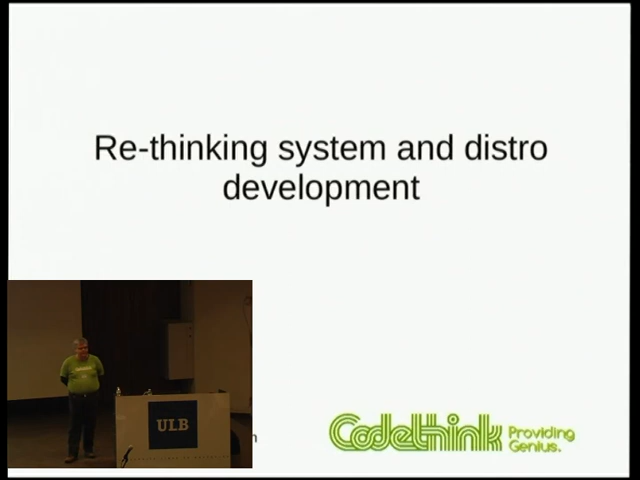 Re-thinking system and distro
development
ULB
Codethink
Providing
Genius.